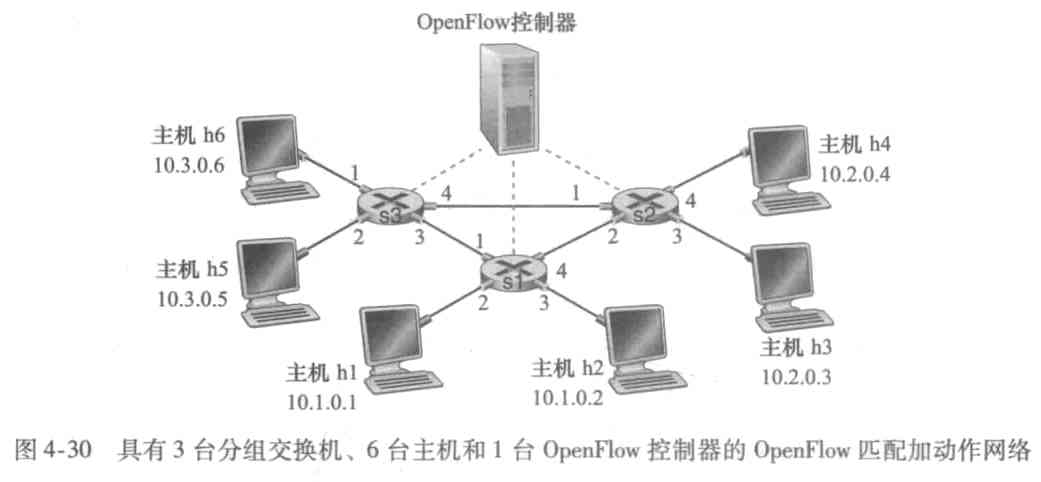 OpenFlow控制器
主机 h6
10.3.0.6
主机 h4
10.2.0.4
1
4
1
4
s3
s2
2
3
1
2
3
主机 h5
10.3.0.5
s1
4
2
3
主机 h1
10.1.0.1
主机 h2
10.1.0.2
主机 h3
10.2.0.3
图 4-30 具有 3 台分组交换机、6 台主机和 1 台 OpenFlow 控制器的 OpenFlow 匹配加动作网络